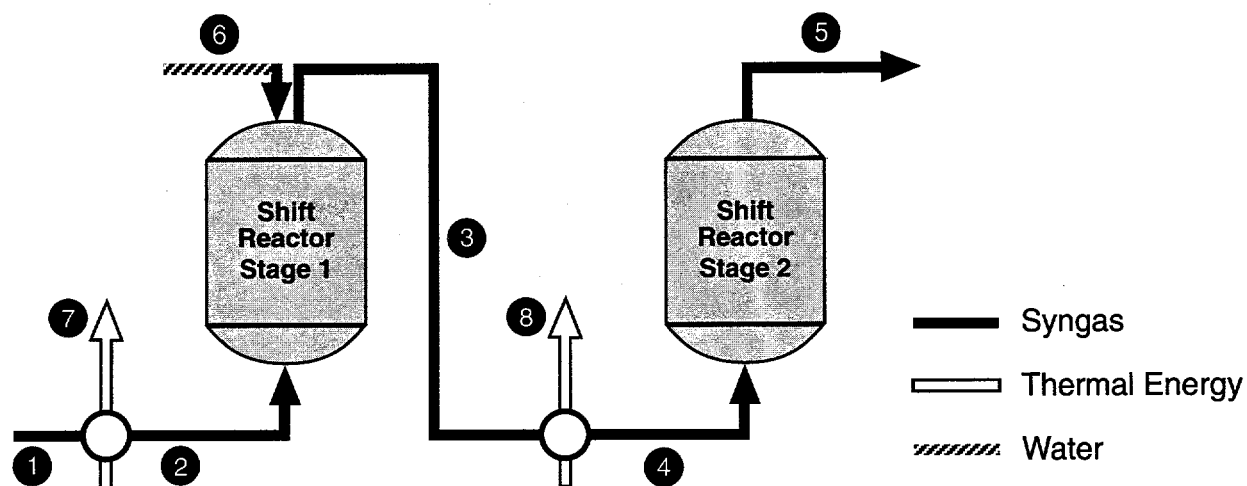 6
5
Shift
Reactor
Stage 1
Shift
Reactor
Stage 2
3
7
8
Syngas
Thermal Energy
Water
1
2
4